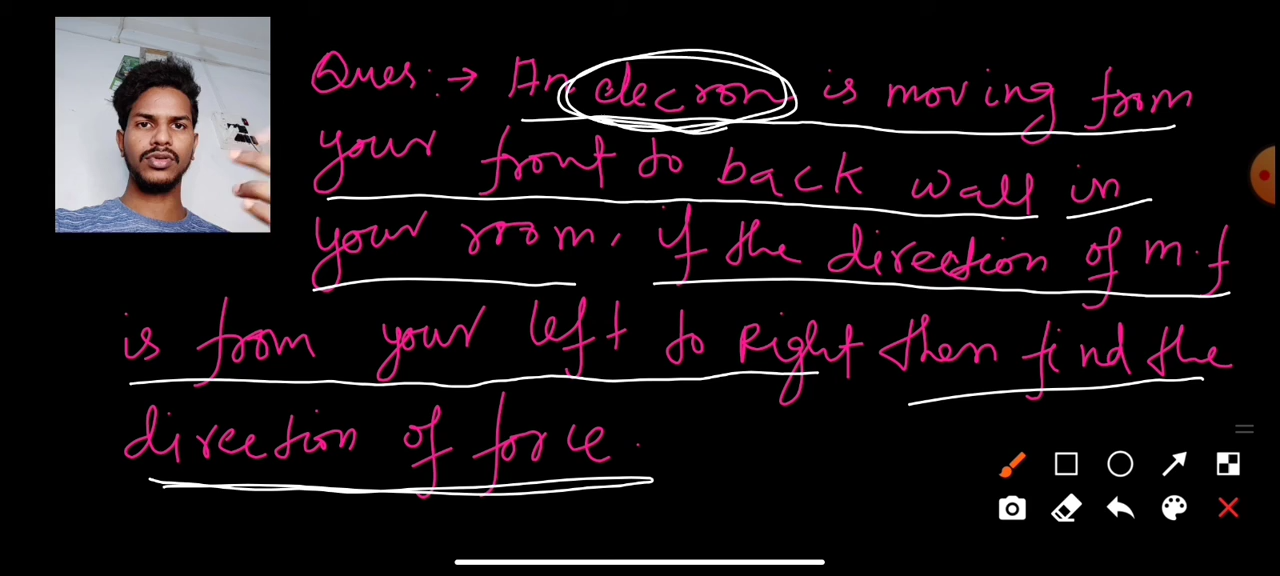 Ques:→ An elecron is moving from
your front to back wall in
your room, if the direction of m.f
is from your left to Right then find the
direction of force.